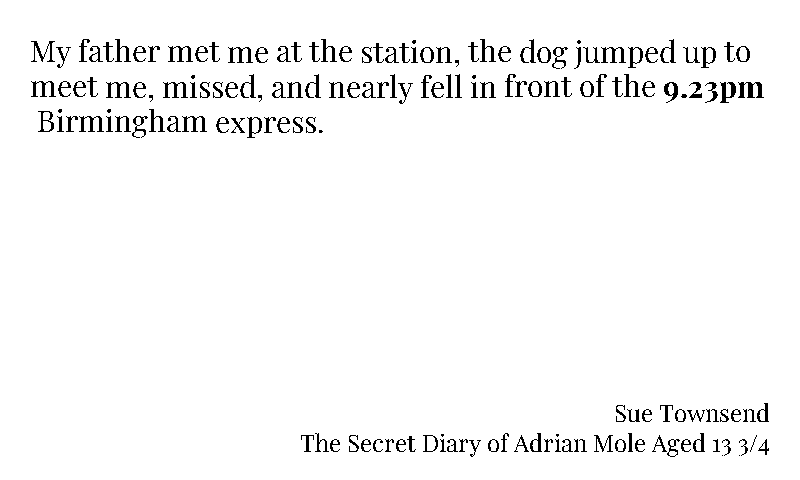 My father met me at the station, the dog jumped up to
meet me, missed, and nearly fell in front of the 9.23pm
Birmingham express.
Sue Townsend
The Secret Diary of Adrian Mole Aged 13 3/4